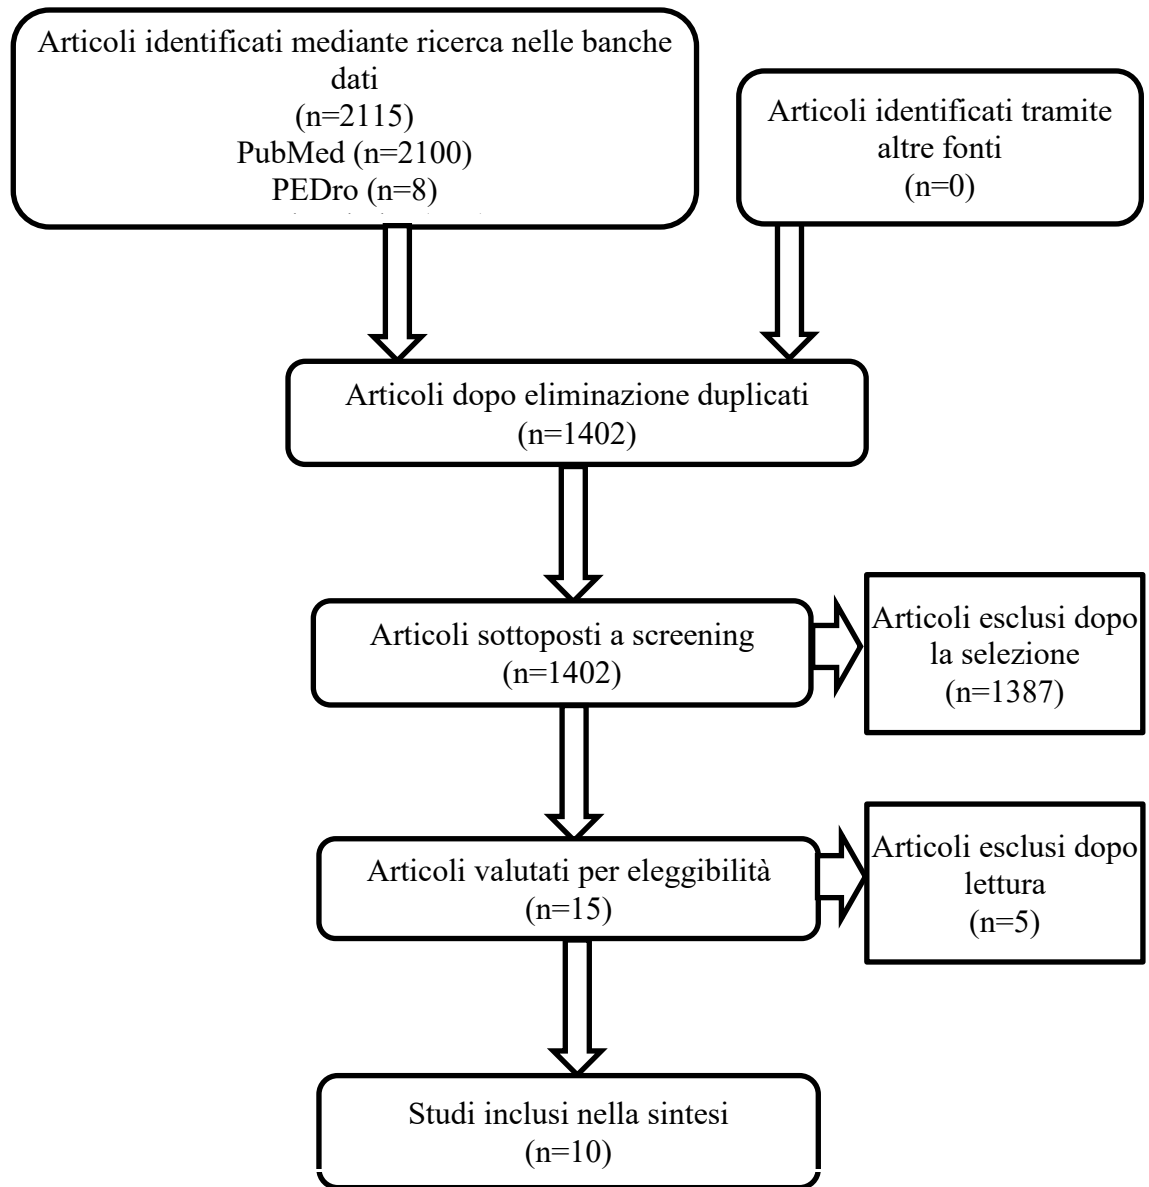 Articoli identificati mediante ricerca nelle banche
dati
(n=2115)
PubMed (n=2100)
PEDro (n=8)
Articoli identificati tramite
altre fonti
(n=0)
Articoli dopo eliminazione duplicati
(n=1402)
Articoli sottoposti a screening
(n=1402)
Articoli esclusi dopo
la selezione
(n=1387)
Articoli valutati per eleggibilità
(n=15)
Articoli esclusi dopo
lettura
(n=5)
Studi inclusi nella sintesi
(n=10)